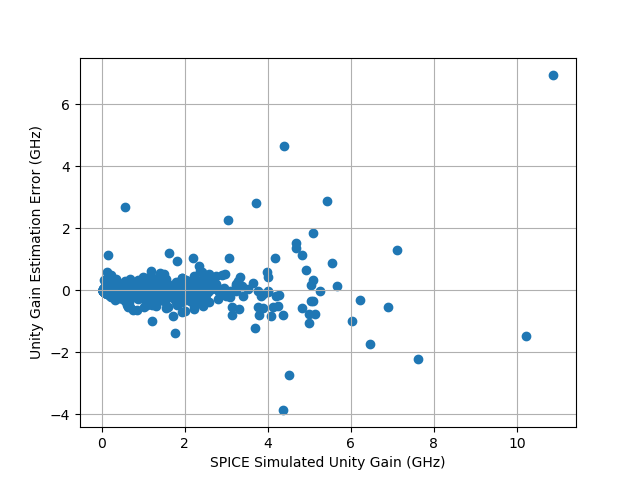 6
4
2
0
−2
−4
0 2 4 6 8 10
Unity Gain Estimation Error (GHz)
SPICE Simulated Unity Gain (GHz)